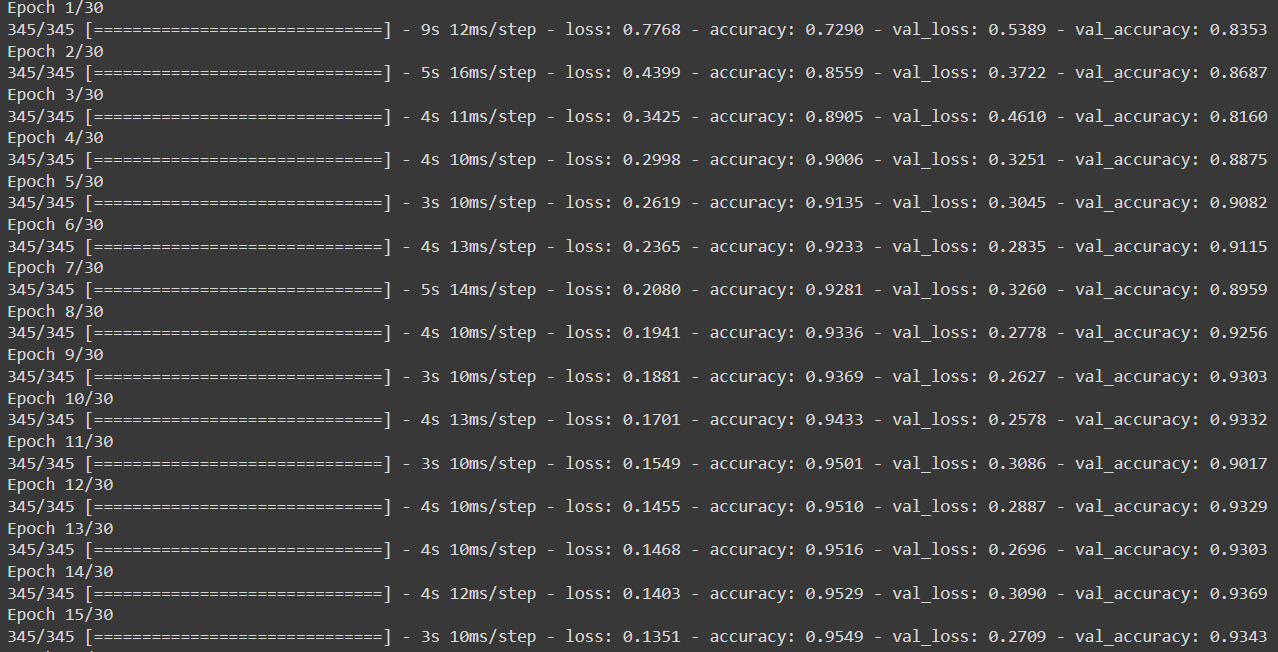 Epoch 1/30
345/345 [==============================] - 9s 12ms/step - loss: 0.7768 - accuracy: 0.7290 - val_loss: 0.5389 - val_accuracy: 0.8353
Epoch 2/30
345/345 [==============================] - 5s 16ms/step - loss: 0.4399 - accuracy: 0.8559 - val_loss: 0.3722 - val_accuracy: 0.8687
Epoch 3/30
345/345 [==============================] - 4s 11ms/step - loss: 0.3425 - accuracy: 0.8905 - val_loss: 0.4610 - val_accuracy: 0.8160
Epoch 4/30
345/345 [==============================] - 4s 10ms/step - loss: 0.2998 - accuracy: 0.9006 - val_loss: 0.3251 - val_accuracy: 0.8875
Epoch 5/30
345/345 [==============================] - 3s 10ms/step - loss: 0.2619 - accuracy: 0.9135 - val_loss: 0.3045 - val_accuracy: 0.9082
Epoch 6/30
345/345 [==============================] - 4s 13ms/step - loss: 0.2365 - accuracy: 0.9233 - val_loss: 0.2835 - val_accuracy: 0.9115
Epoch 7/30
345/345 [==============================] - 5s 14ms/step - loss: 0.2080 - accuracy: 0.9281 - val_loss: 0.3260 - val_accuracy: 0.8959
Epoch 8/30
345/345 [==============================] - 4s 10ms/step - loss: 0.1941 - accuracy: 0.9336 - val_loss: 0.2778 - val_accuracy: 0.9256
Epoch 9/30
345/345 [==============================] - 3s 10ms/step - loss: 0.1881 - accuracy: 0.9369 - val_loss: 0.2627 - val_accuracy: 0.9303
Epoch 10/30
345/345 [==============================] - 4s 13ms/step - loss: 0.1701 - accuracy: 0.9433 - val_loss: 0.2578 - val_accuracy: 0.9332
Epoch 11/30
345/345 [==============================] - 3s 10ms/step - loss: 0.1549 - accuracy: 0.9501 - val_loss: 0.3086 - val_accuracy: 0.9017
Epoch 12/30
345/345 [==============================] - 4s 10ms/step - loss: 0.1455 - accuracy: 0.9510 - val_loss: 0.2887 - val_accuracy: 0.9329
Epoch 13/30
345/345 [==============================] - 4s 10ms/step - loss: 0.1468 - accuracy: 0.9516 - val_loss: 0.2696 - val_accuracy: 0.9303
Epoch 14/30
345/345 [==============================] - 4s 12ms/step - loss: 0.1403 - accuracy: 0.9529 - val_loss: 0.3090 - val_accuracy: 0.9369
Epoch 15/30
345/345 [==============================] - 3s 10ms/step - loss: 0.1351 - accuracy: 0.9549 - val_loss: 0.2709 - val_accuracy: 0.9343